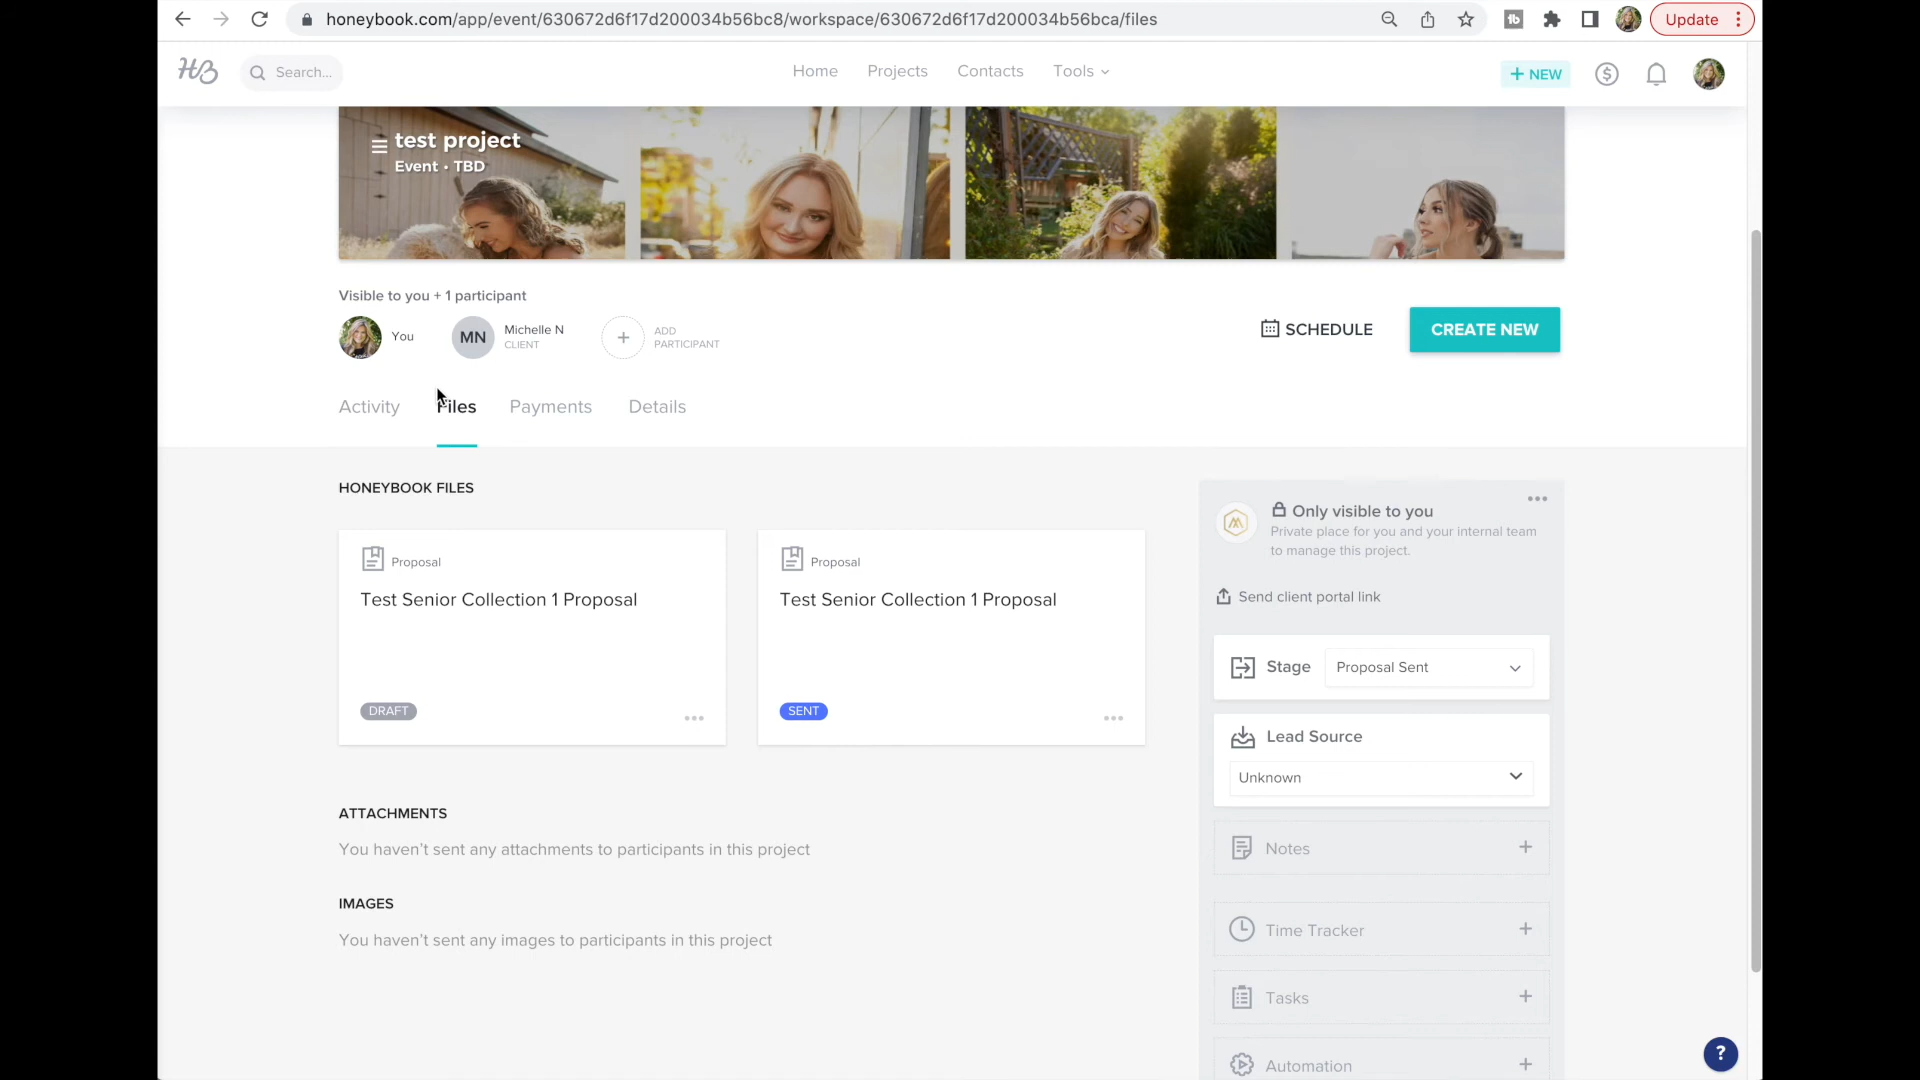 honeybook.com/app/event/630672d6f17d200034b56bc8/workspace/630672d6f17d200034b56bca/files
Update
Search...
Home
Projects
Contacts
Tools
+ NEW
test project
Event • TBD
Visible to you + 1 participant
You
MN
Michelle N
CLIENT
ADD
PARTICIPANT
SCHEDULE
CREATE NEW
Activity
Files
Payments
Details
HONEYBOOK FILES
Proposal
Test Senior Collection 1 Proposal
DRAFT
Proposal
Test Senior Collection 1 Proposal
SENT
ATTACHMENTS
You haven't sent any attachments to participants in this project
IMAGES
You haven't sent any images to participants in this project
Only visible to you
Private place for you and your internal team
to manage this project.
Send client portal link
Stage
Proposal Sent
Lead Source
Unknown
Notes
Time Tracker
Tasks
Automation
?